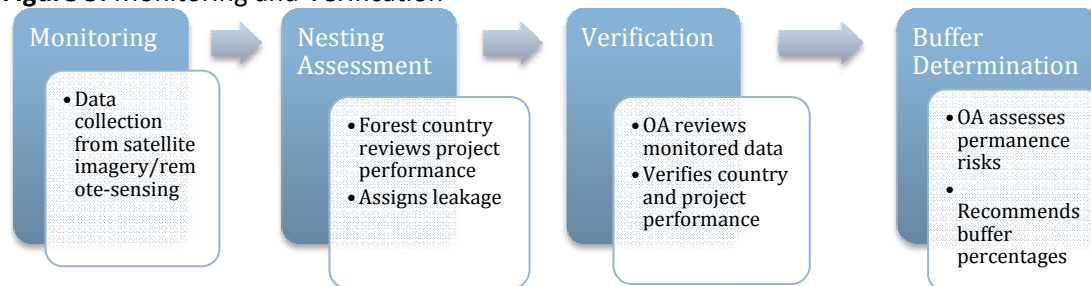 Monitoring and Verification
Monitoring
• Data
collection
from satellite
imagery/rem
ote-sensing
Nesting
Assessment
• Forest country
reviews project
performance
• Assigns leakage
Verification
• OA reviews
monitored data
• Verifies country
and project
performance
Buffer
Determination
• OA assesses
permanence
risks
•
Recommends
buffer
percentages